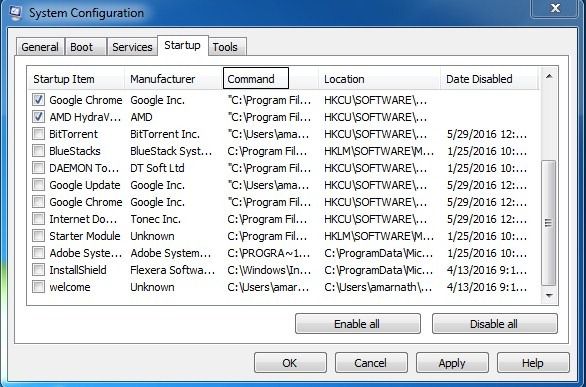 System Configuration
General Boot Services Startup Tools
Startup Item Manufacturer Command Location Date Disabled
Google Chrome Google Inc. "C:\Program Fil... HKCU\SOFTWARE\...
AMD HydraV... AMD "C:\Program Fil... HKCU\SOFTWARE\...
BitTorrent BitTorrent Inc. "C:\Users\ama... HKCU\SOFTWARE\... 5/29/2016 12:...
BlueStacks BlueStack Syst... C:\Program Fil... HKLM\SOFTWARE\M... 1/25/2016 10:...
DAEMON To... DT Soft Ltd "C:\Program Fil... HKCU\SOFTWARE\... 1/25/2016 10:...
Google Update Google Inc. "C:\Users\ama... HKCU\SOFTWARE\... 5/29/2016 12:...
Google Chrome Google Inc. "C:\Program Fil... HKCU\SOFTWARE\... 5/29/2016 12:...
Internet Do... Tonec Inc. C:\Program Fil... HKCU\SOFTWARE\... 5/29/2016 12:...
Starter Module Unknown C:\Program Fil... HKLM\SOFTWARE\M... 1/25/2016 10:...
Adobe Syste... Adobe System... C:\PROGRA~1... C:\ProgramData\Mic... 1/25/2016 10:...
InstallShield Flexera Softwa... C:\Windows\In... C:\ProgramData\Mic... 4/13/2016 9:1...
welcome Unknown C:\Users\amar... C:\Users\amarnath\... 4/13/2016 9:1...
Enable all Disable all
OK Cancel Apply Help